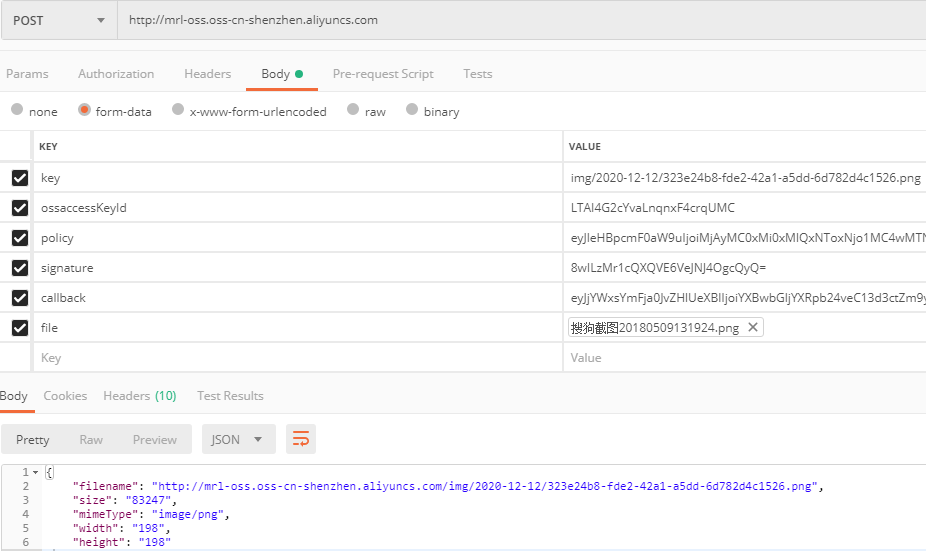 POST http://mrl-oss.oss-cn-shenzhen.aliyuncs.com
Params Authorization Headers Body Pre-request Script Tests
none form-data x-www-form-urlencoded raw binary
KEY VALUE
key img/2020-12-12/323e24b8-fde2-42a1-a5dd-6d782d4c1526.png
ossaccessKeyId LTAI4G2cYvaLnqnxF4crqUMC
policy eyJleHBpcmF0aW9uIjoiMjAyMC0xMi0xMlQxNToxNjo1MC4wMTN
signature 8wILzMr1cQXQVE6VeJNJ4OgcQyQ=
callback eyJjYWxsYmFja0JvZHlUeXBlIjoiYXBwbGljYXRpb24veC13d3ctZm9y
file 搜狗截图20180509131924.png
Key Value
Body Cookies Headers (10) Test Results
Pretty Raw Preview JSON
1 {
2 "filename": "http://mrl-oss.oss-cn-shenzhen.aliyuncs.com/img/2020-12-12/323e24b8-fde2-42a1-a5dd-6d782d4c1526.png",
3 "size": "83247",
4 "mimeType": "image/png",
5 "width": "198",
6 "height": "198"